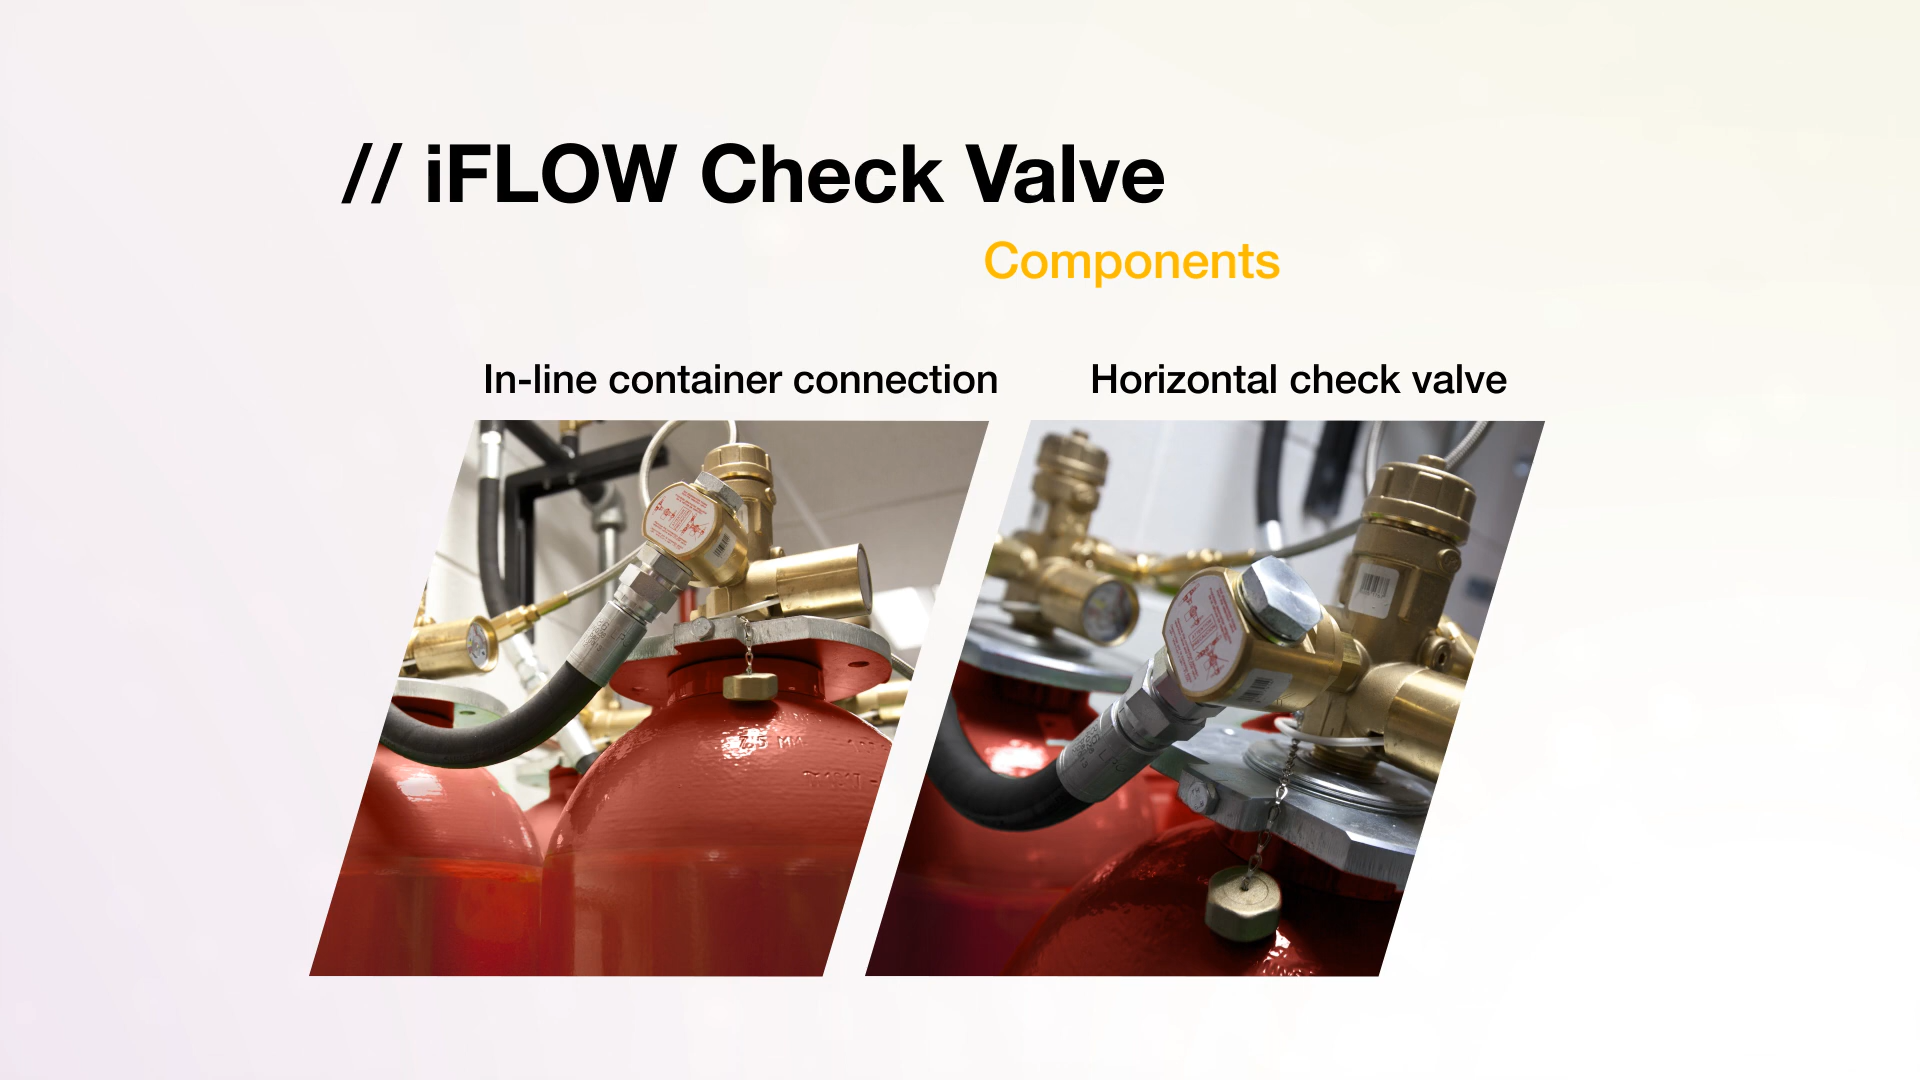 // iFLOW Check Valve
Components
In-line container connection
Horizontal check valve